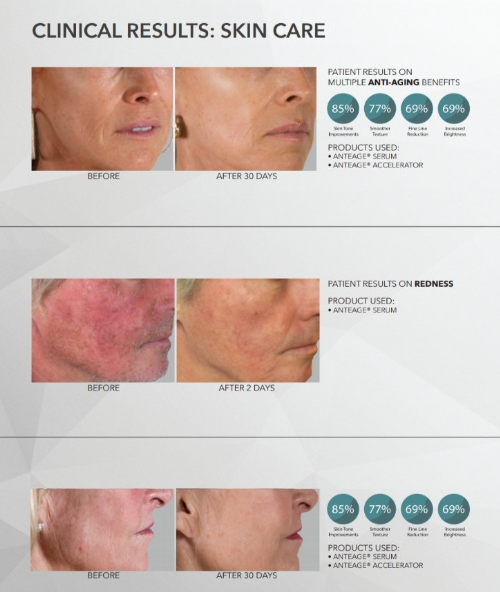 CLINICAL RESULTS: SKIN CARE
PATIENT RESULTS ON
MULTIPLE ANTI-AGING BENEFITS
85% 77% 69% 69%
Skin Tone Smoother Fine Line Increased
Improvements Texture Reduction Brightness
PRODUCTS USED:
• ANTEAGE® SERUM
• ANTEAGE® ACCELERATOR
BEFORE AFTER 30 DAYS
PATIENT RESULTS ON REDNESS
PRODUCT USED:
• ANTEAGE® SERUM
BEFORE AFTER 2 DAYS
85% 77% 69% 69%
Skin Tone Smoother Fine Line Increased
Improvements Texture Reduction Brightness
PRODUCTS USED:
• ANTEAGE® SERUM
• ANTEAGE® ACCELERATOR
BEFORE AFTER 30 DAYS